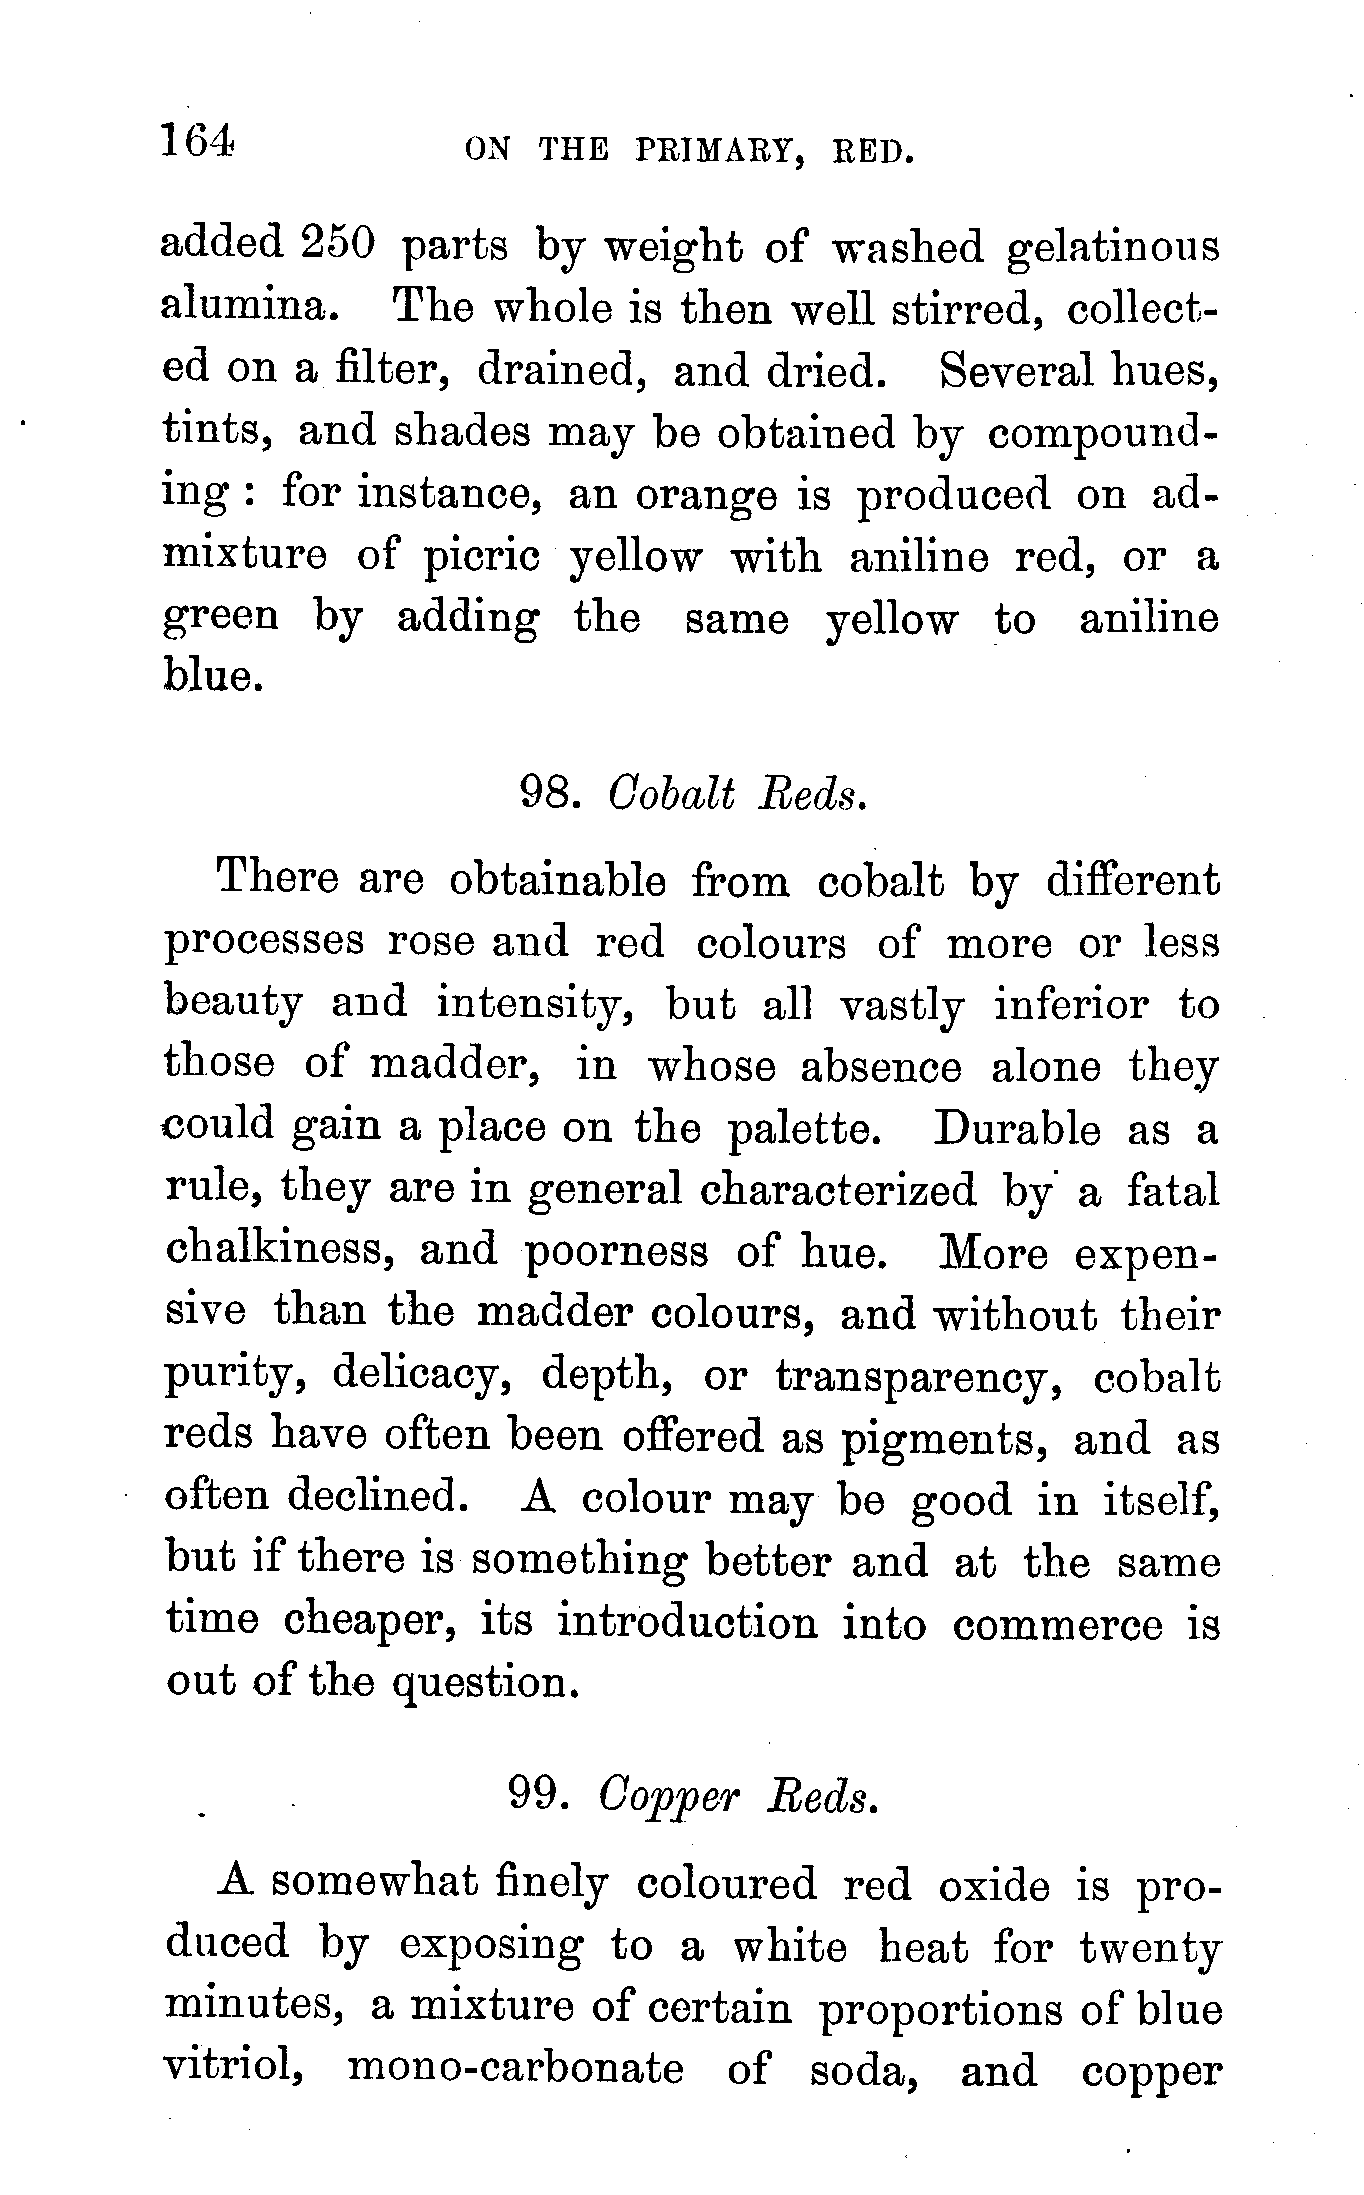 164
ON THE PRIMARY, RED.
added 250 parts by weight of washed gelatinous
alumina. The whole is then well stirred, collect-
ed on a filter, drained, and dried. Several hues,
tints, and shades may be obtained by compound-
ing : for instance, an orange is produced on ad-
mixture of picric yellow with aniline red, or a
green by adding the same yellow to aniline
blue.
98. Cobalt Reds.
There are obtainable from cobalt by different
processes rose and red colours of more or less
beauty and intensity, but all vastly inferior to
those of madder, in whose absence alone they
could gain a place on the palette. Durable as a
rule, they are in general characterized by a fatal
chalkiness, and poorness of hue. More expen-
sive than the madder colours, and without their
purity, delicacy, depth, or transparency, cobalt
reds have often been offered as pigments, and as
often declined. A colour may be good in itself,
but if there is something better and at the same
time cheaper, its introduction into commerce is
out of the question.
99. Copper Reds.
A somewhat finely coloured red oxide is pro-
duced by exposing to a white heat for twenty
minutes, a mixture of certain proportions of blue
vitriol, mono-carbonate of soda, and copper